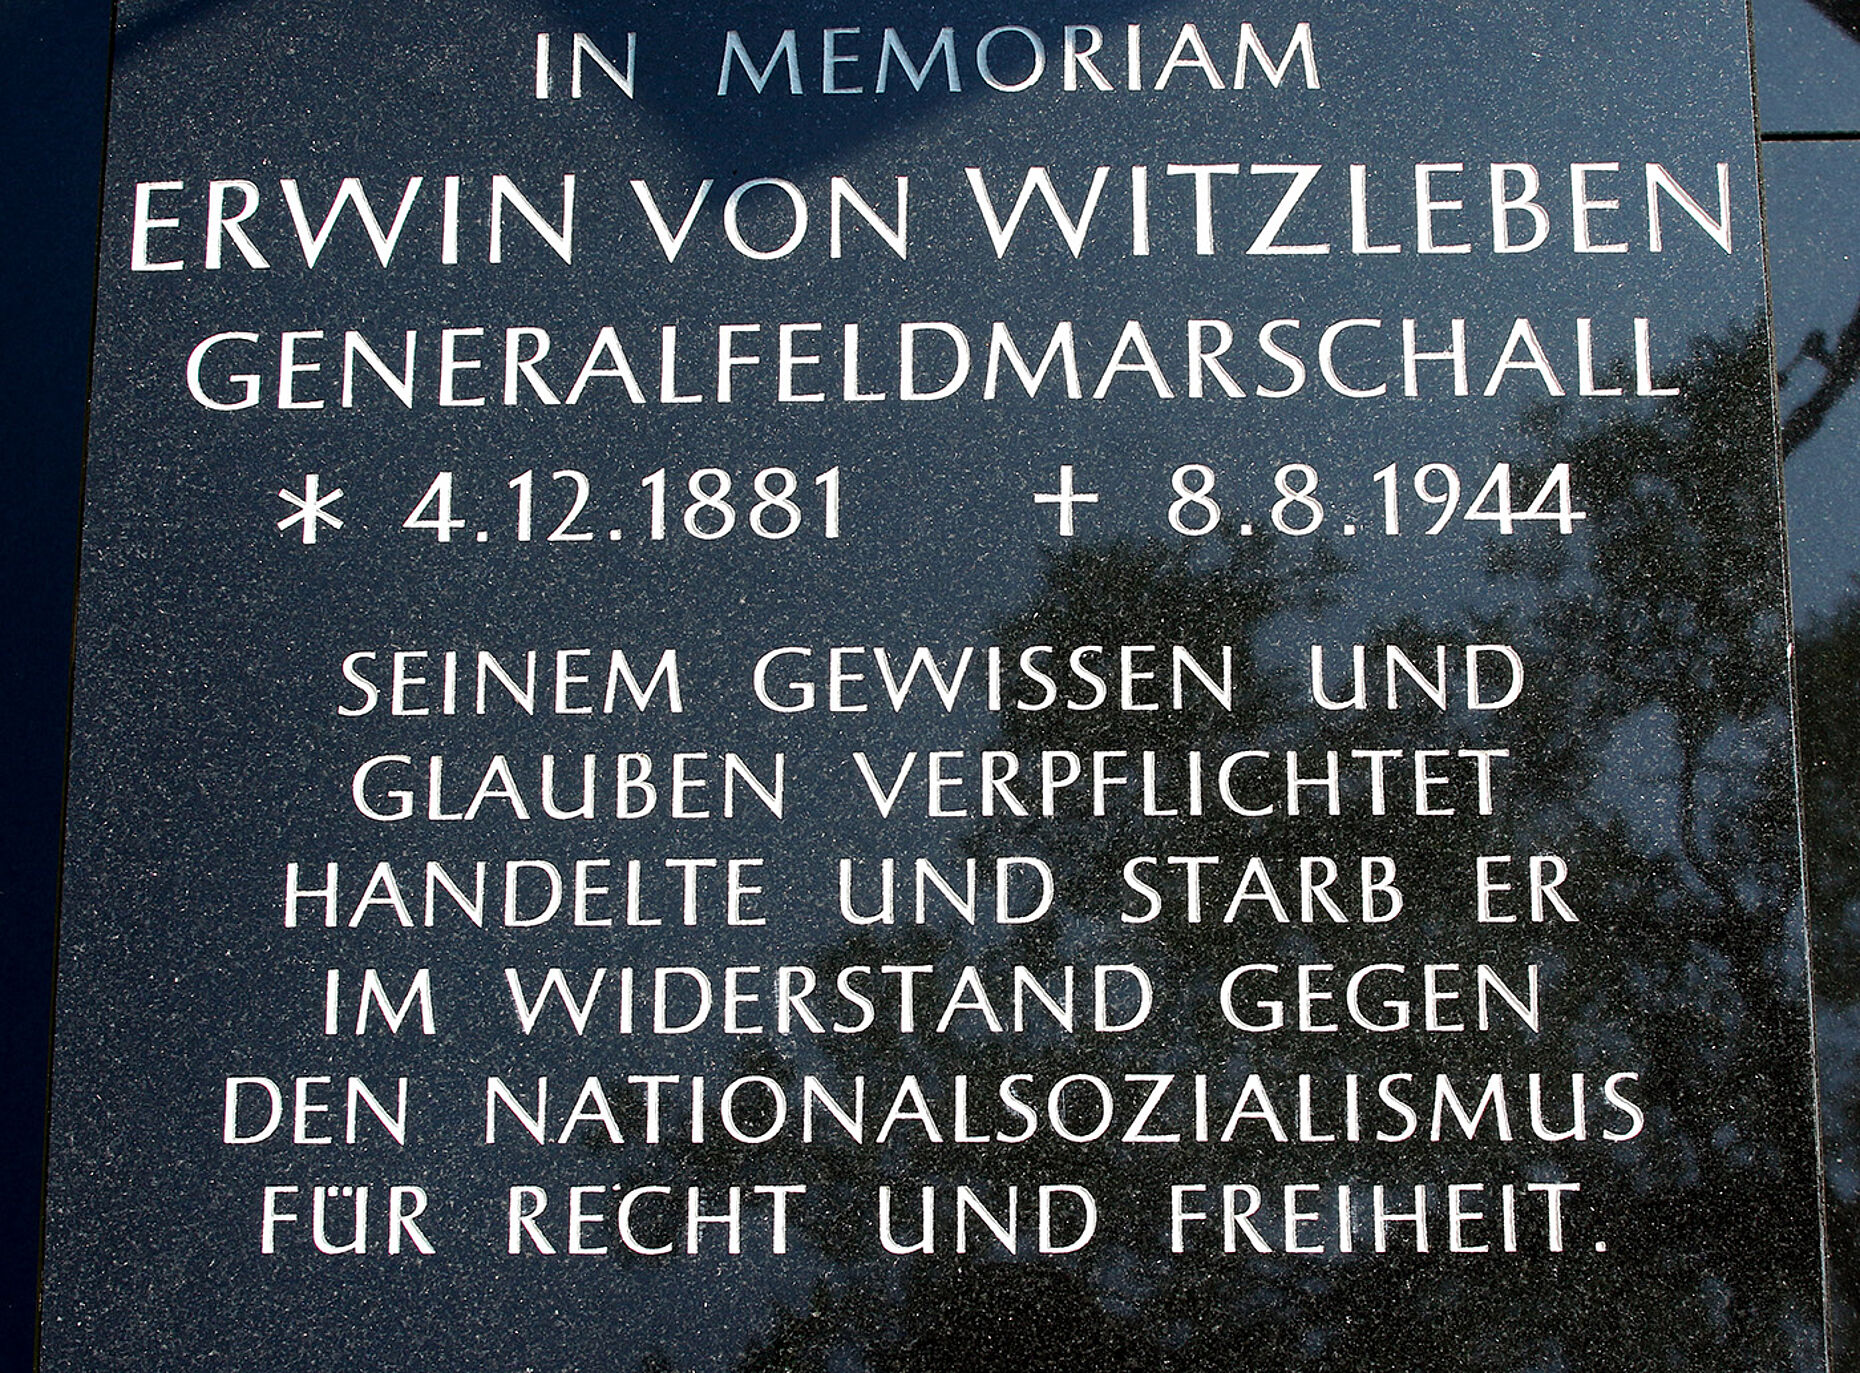 IN MEMORIAM
ERWIN VON WITZLEBEN
GENERALFELDMARSCHALL
* 4.12.1881 † 8.8.1944
SEINEM GEWISSEN UND
GLAUBEN VERPFLICHTET
HANDELTE UND STARB ER
IM WIDERSTAND GEGEN
DEN NATIONALSOZIALISMUS
FÜR RECHT UND FREIHEIT.